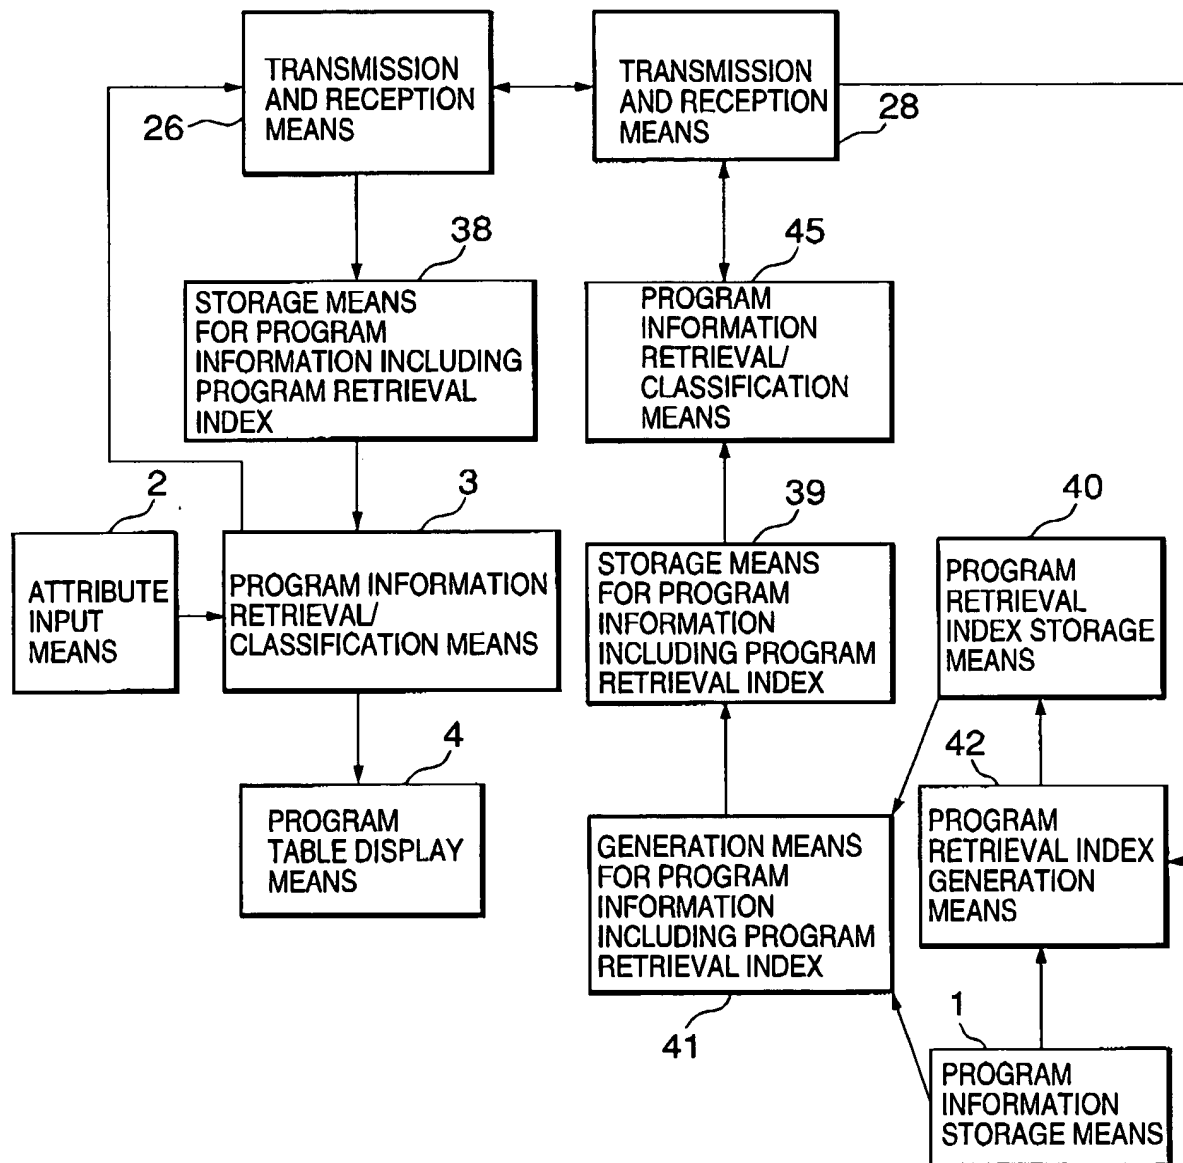 TRANSMISSION
AND RECEPTION
MEANS
26
TRANSMISSION
AND RECEPTION
MEANS
28
38
STORAGE MEANS
FOR PROGRAM
INFORMATION INCLUDING
PROGRAM RETRIEVAL
INDEX
45
PROGRAM
INFORMATION
RETRIEVAL/
CLASSIFICATION
MEANS
2
ATTRIBUTE
INPUT
MEANS
3
PROGRAM INFORMATION
RETRIEVAL/
CLASSIFICATION MEANS
39
STORAGE MEANS
FOR PROGRAM
INFORMATION
INCLUDING PROGRAM
RETRIEVAL INDEX
40
PROGRAM
RETRIEVAL
INDEX STORAGE
MEANS
4
PROGRAM
TABLE DISPLAY
MEANS
GENERATION MEANS
FOR PROGRAM
INFORMATION
INCLUDING PROGRAM
RETRIEVAL INDEX
41
42
PROGRAM
RETRIEVAL INDEX
GENERATION
MEANS
1
PROGRAM
INFORMATION
STORAGE MEANS